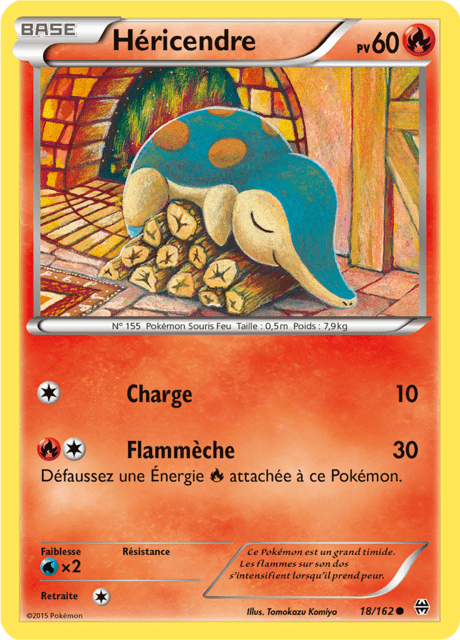 BASE
Héricendre
PV60
N° 155 Pokémon Souris Feu Taille : 0,5m Poids : 7,9kg
Charge 10
Flammèche 30
Défaussez une Énergie attachée à ce Pokémon.
Faiblesse Résistance
×2
Ce Pokémon est un grand timide.
Les flammes sur son dos
s'intensifient lorsqu'il prend peur.
Retraite
Illus. Tomokazu Komiya 18/162
©2015 Pokémon